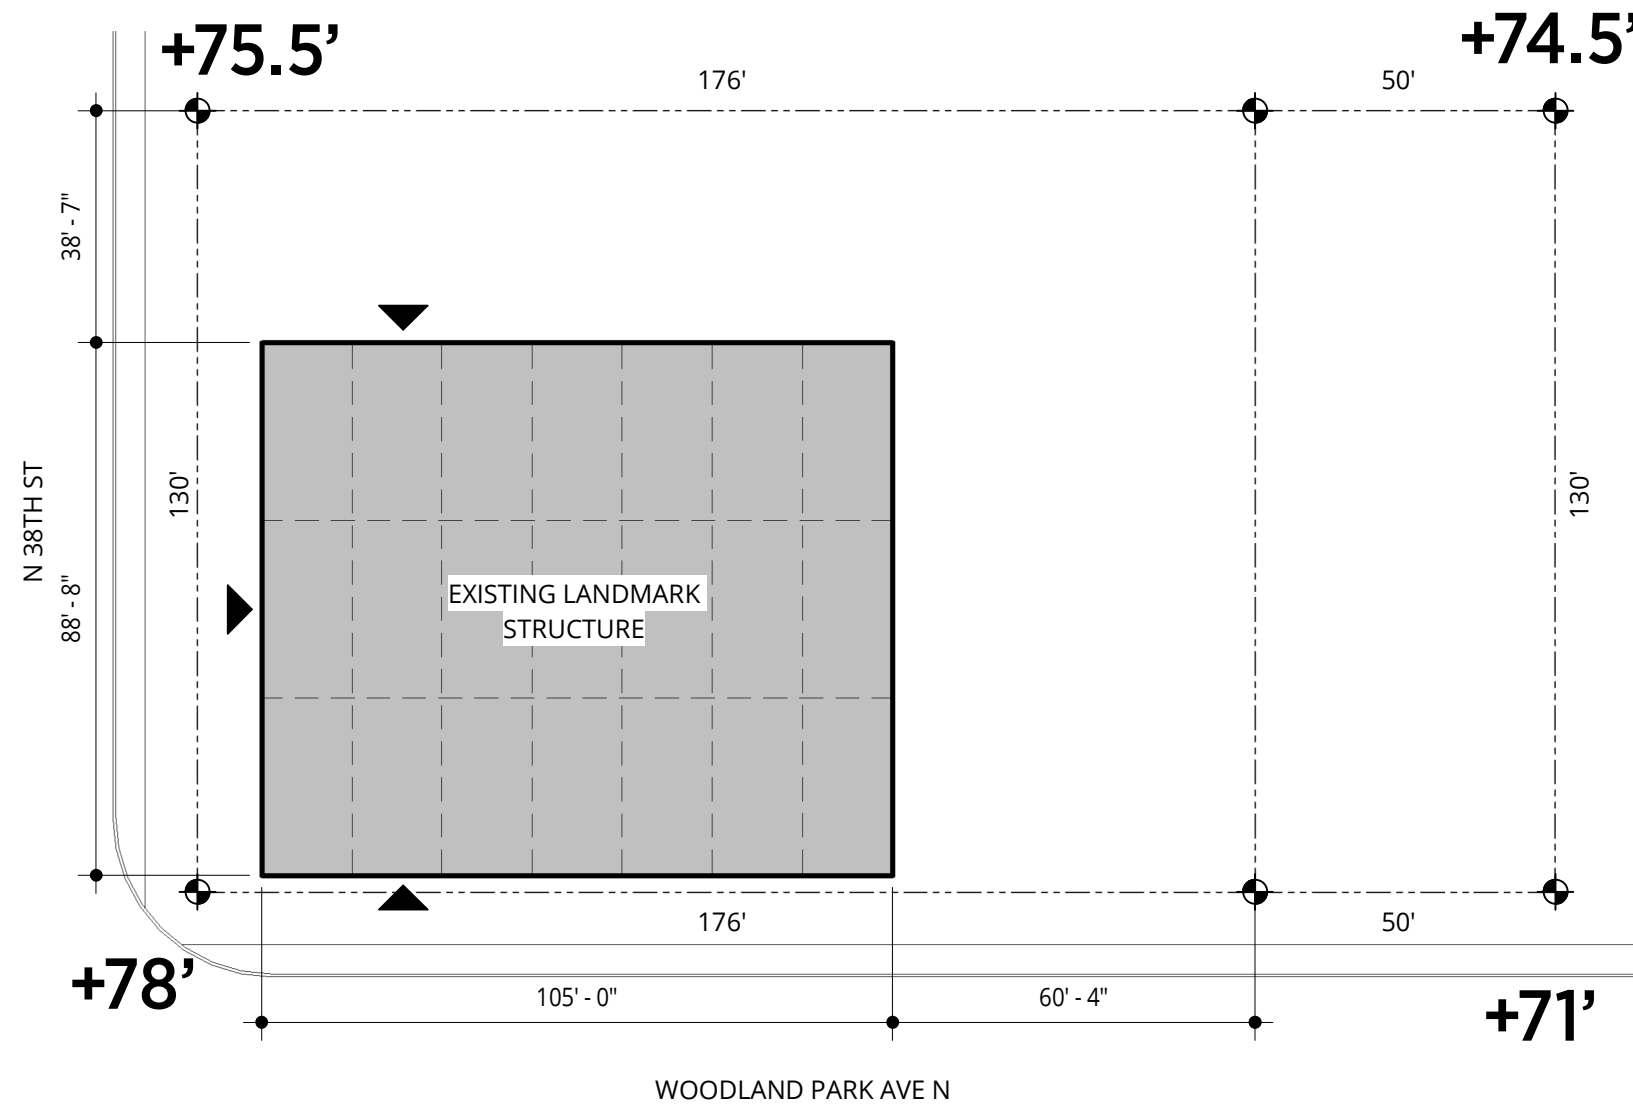 +75.5’
+74.5’
176'
50'
38' - 7"
N 38TH ST
130'
130'
88' - 8"
EXISTING LANDMARK
STRUCTURE
176'
50'
+78’
105' - 0"
60' - 4"
+71’
WOODLAND PARK AVE N